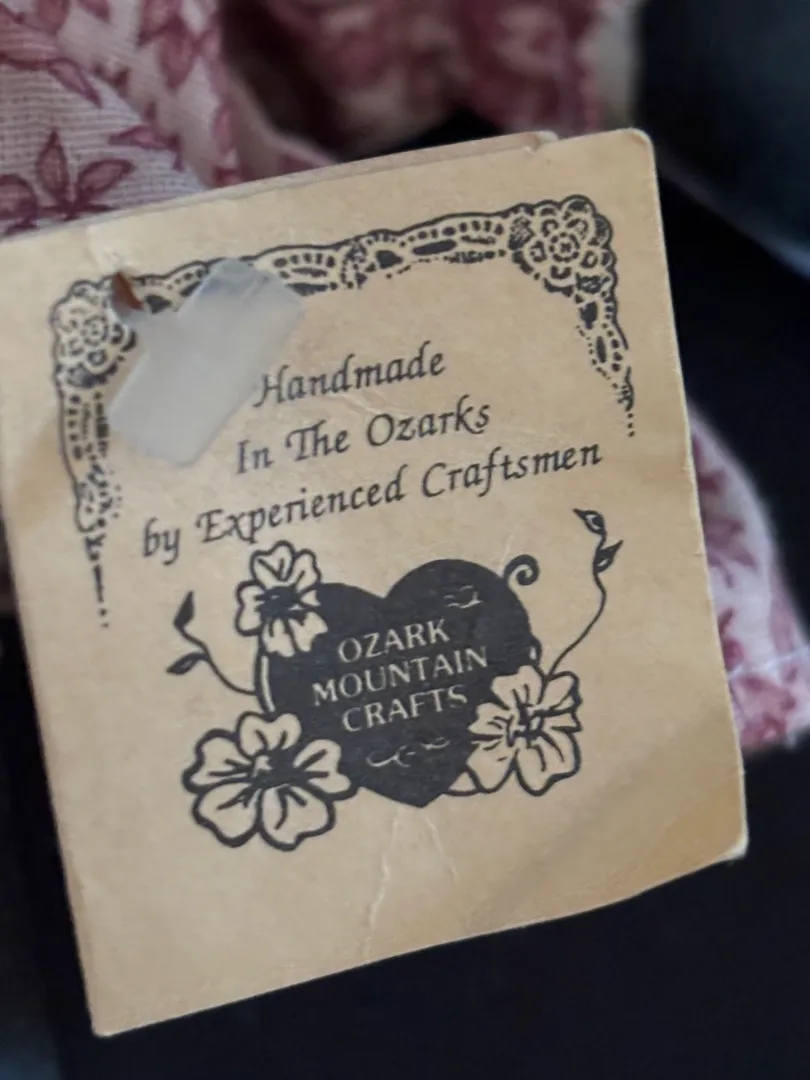 Handmade
In The Ozarks
by Experienced Craftsmen
OZARK
MOUNTAIN
CRAFTS